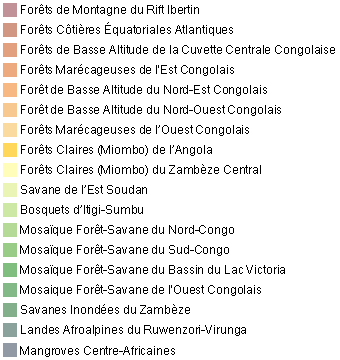 Forêts de Montagne du Rift Ibertin
Forêts Côtières Équatoriales Atlantiques
Forêts de Basse Altitude de la Cuvette Centrale Congolaise
Forêts Marécageuses de l'Est Congolais
Forêt de Basse Altitude du Nord-Est Congolais
Forêt de Basse Altitude du Nord-Ouest Congolais
Forêts Marécageuses de l'Ouest Congolais
Forêts Claires (Miombo) de l'Angola
Forêts Claires (Miombo) du Zambèze Central
Savane de l'Est Soudan
Bosquets d'Itigi-Sumbu
Mosaïque Forêt-Savane du Nord-Congo
Mosaïque Forêt-Savane du Sud-Congo
Mosaique Forêt-Savane du Bassin du Lac Victoria
Mosaïque Forêt-Savane de l'Ouest Congolais
Savanes Inondées du Zambèze
Landes Afroalpines du Ruwenzori-Virunga
Mangroves Centre-Africaines